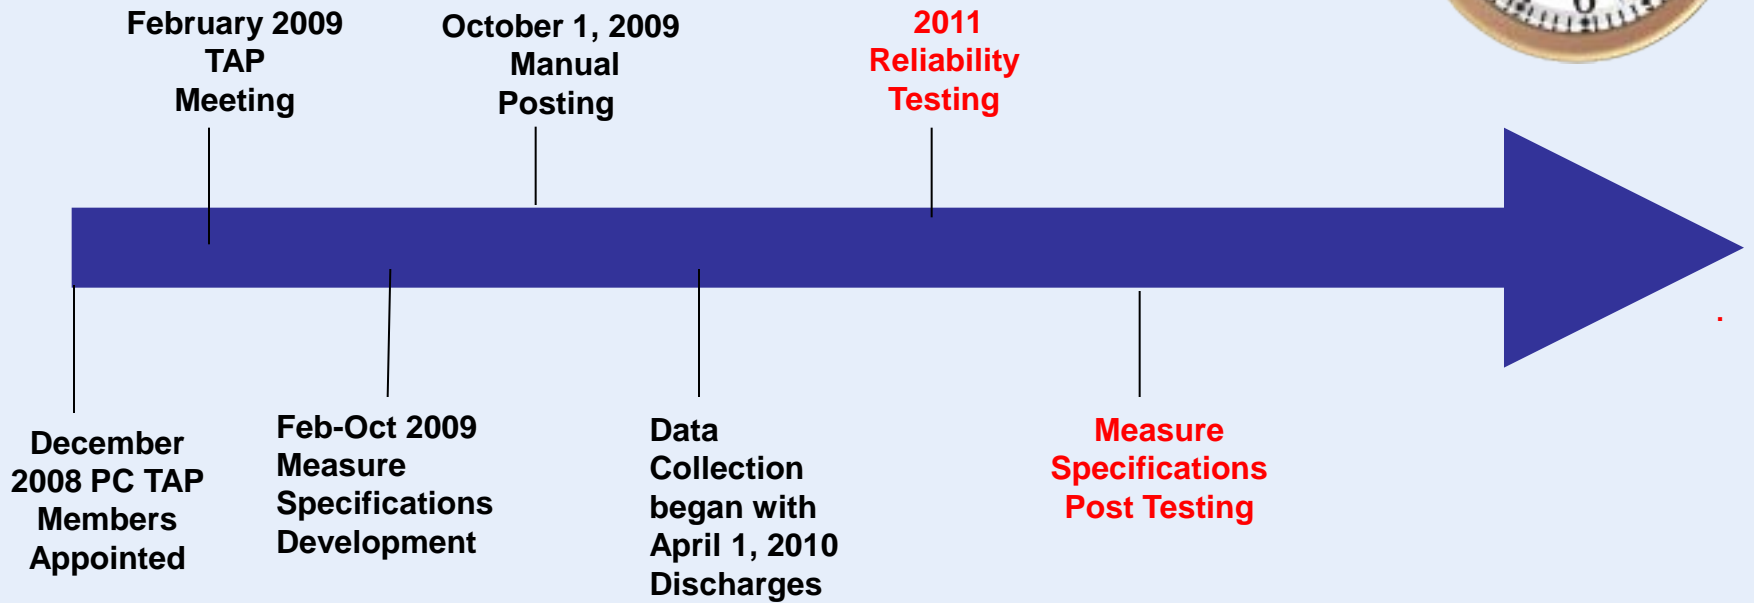 February 2009
TAP
Meeting
October 1, 2009
Manual
Posting
2011
Reliability
Testing
6
December
2008 PC TAP
Members
Appointed
Feb-Oct 2009
Measure
Specifications
Development
Data
Collection
began with
April 1, 2010
Discharges
Measure
Specifications
Post Testing
.